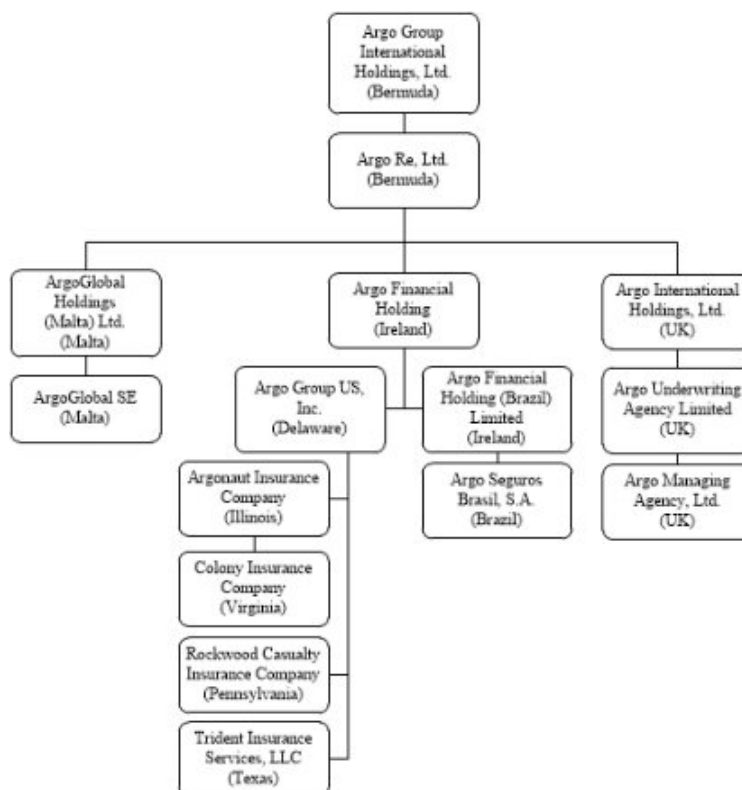 Argo Group
International
Holdings, Ltd.
(Bermuda)
Argo Re, Ltd.
(Bermuda)
ArgoGlobal
Holdings
(Malta) Ltd.
(Malta)
Argo Financial
Holding
(Ireland)
Argo International
Holdings, Ltd.
(UK)
ArgoGlobal SE
(Malta)
Argo Group US,
Inc.
(Delaware)
Argo Financial
Holding (Brazil)
Limited
(Ireland)
Argo Underwriting
Agency Limited
(UK)
Argonaut Insurance
Company
(Illinois)
Argo Seguros
Brasil, S.A.
(Brazil)
Argo Managing
Agency, Ltd.
(UK)
Colony Insurance
Company
(Virginia)
Rockwood Casualty
Insurance Company
(Pennsylvania)
Trident Insurance
Services, LLC
(Texas)